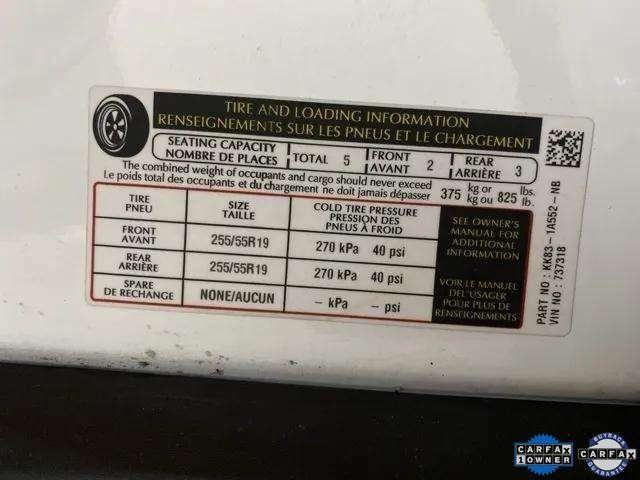 TIRE AND LOADING INFORMATION
RENSEIGNEMENTS SUR LES PNEUS ET LE CHARGEMENT
SEATING CAPACITY
NOMBRE DE PLACES
TOTAL 5
FRONT
AVANT 2
REAR
ARRIÈRE 3
The combined weight of occupants and cargo should never exceed
Le poids total des occupants et du chargement ne doit jamais dépasser
375 kg or 825 lbs.
kg ou lb.
TIRE
PNEU
SIZE
TAILLE
COLD TIRE PRESSURE
PRESSION DES
PNEUS À FROID
FRONT
AVANT
255/55R19
270 kPa 40 psi
REAR
ARRIÈRE
255/55R19
270 kPa 40 psi
SPARE
DE RECHANGE
NONE/AUCUN
– kPa – psi
SEE OWNER'S
MANUAL FOR
ADDITIONAL
INFORMATION
VOIR LE MANUEL
DEL'USAGER
POUR PLUS DE
RENSEIGNEMENTS
PART NO : KK83-1A552-NB
VIN NO : 737318
CARFAX
1 OWNER
BUYBACK
CARFAX
GUARANTEE